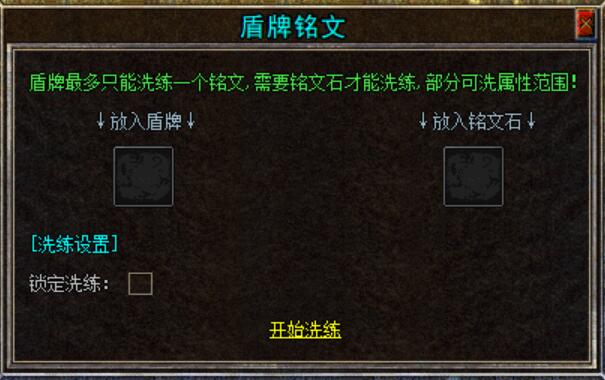 盾牌铭文
盾牌最多只能洗练一个铭文,需要铭文石才能洗练,部分可洗属性范围!
↓放入盾牌↓ ↓放入铭文石↓
[洗练设置]
锁定洗练:
开始洗练